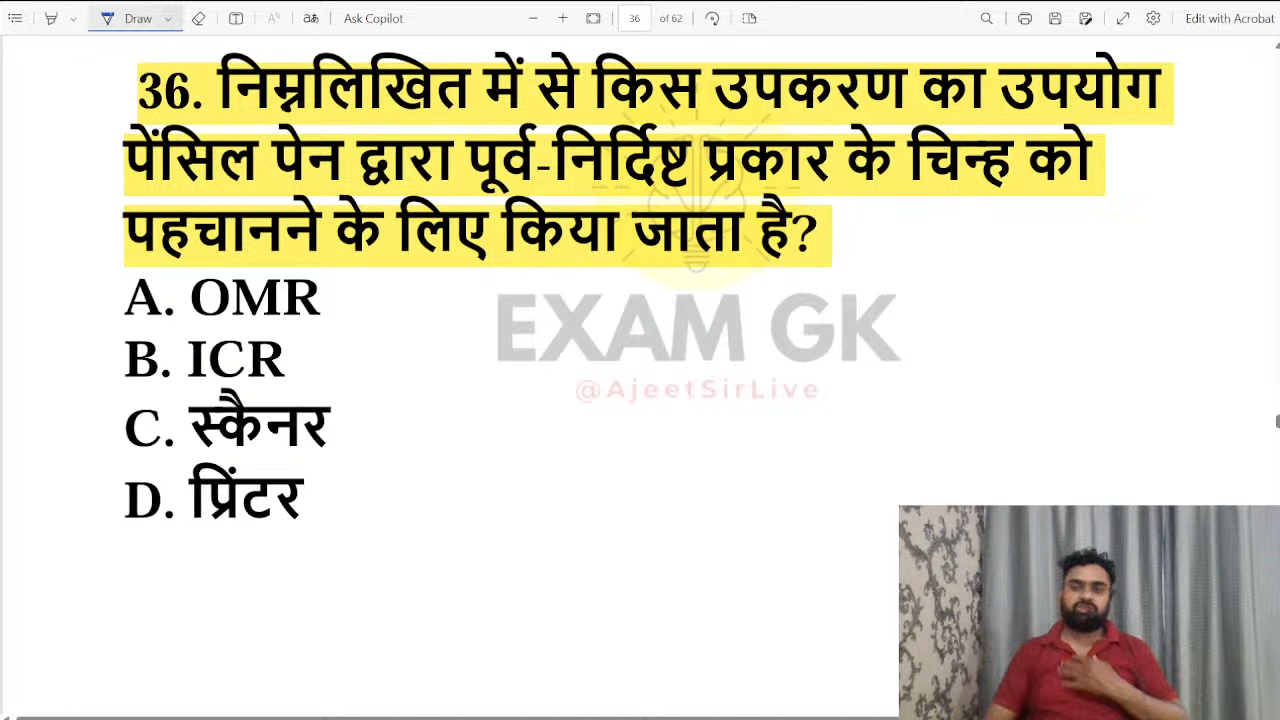 Draw
Ask Copilot
36 of 62
Edit with Acrobat
36. निम्नलिखित में से किस उपकरण का उपयोग
पेंसिल पेन द्वारा पूर्व-निर्दिष्ट प्रकार के चिन्ह को
पहचानने के लिए किया जाता है?
A. OMR
B. ICR
C. स्कैनर
D. प्रिंटर
EXAM GK
@AjeetSirLive